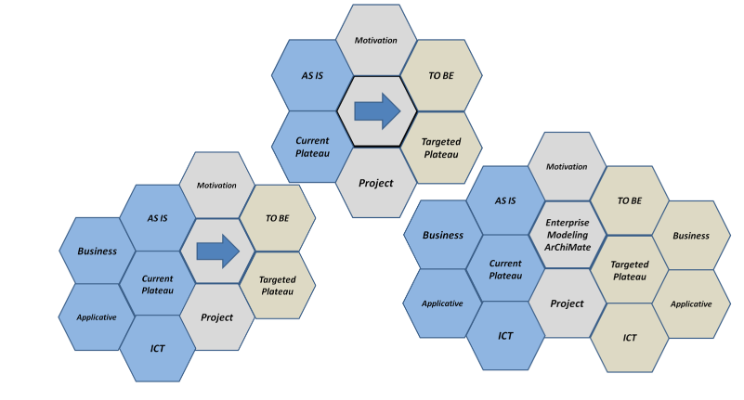 Motivation
AS IS
TO BE
Current
Plateau
Targeted
Plateau
Project
Motivation
AS IS
TO BE
Business
Current
Plateau
Targeted
Plateau
Applicative
Project
ICT
Motivation
AS IS
TO BE
Enterprise
Modeling
ArChiMate
Business
Business
Current
Plateau
Targeted
Plateau
Applicative
Project
Applicative
ICT
ICT